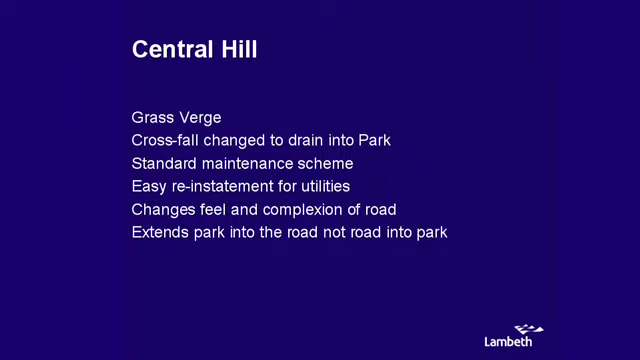 Central Hill
Grass Verge
Cross-fall changed to drain into Park
Standard maintenance scheme
Easy re-instatement for utilities
Changes feel and complexion of road
Extends park into the road not road into park
Lambeth